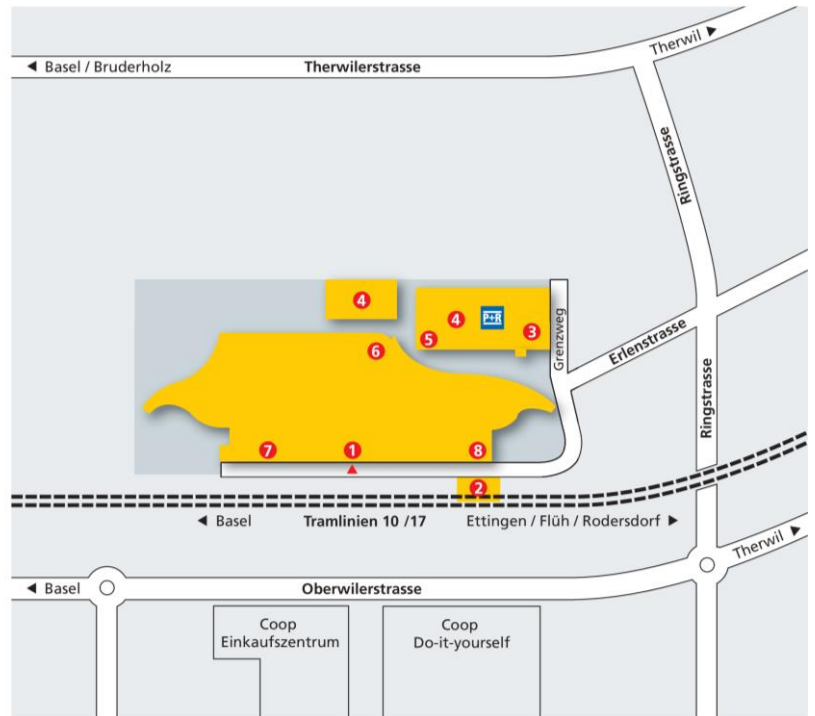 Therwil ▶
◀ Basel / Bruderholz
Therwilerstrasse
Ringstrasse
4
P+R
4
3
5
6
Grenzweg
Erlenstrasse
Ringstrasse
7
1
8
2
◀ Basel
Tramlinien 10 /17
Ettingen / Flüh / Rodersdorf ▶
Therwil ▶
◀ Basel
Oberwilerstrasse
Coop
Einkaufszentrum
Coop
Do-it-yourself